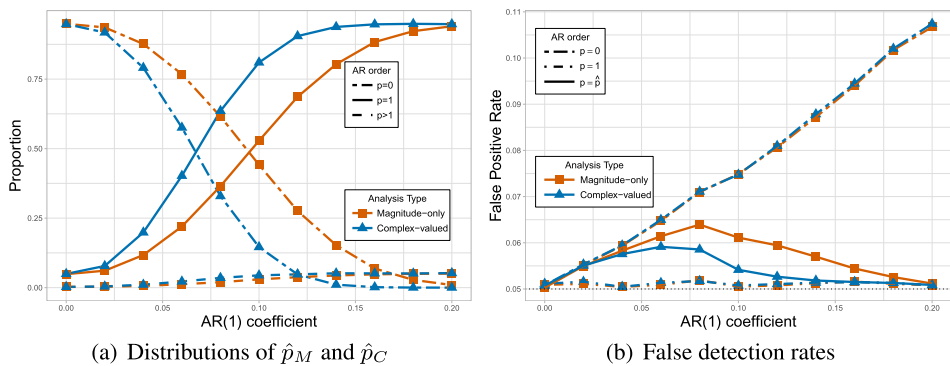 Proportion
0.75
0.50
0.25
0.00
0.00
0.05
0.10
0.15
0.20
AR(1) coefficient
AR order
p=0
p=1
p>1
Analysis Type
Magnitude−only
Complex−valued
(a) Distributions of p̂_M and p̂_C
False Positive Rate
0.11
0.10
0.09
0.08
0.07
0.06
0.05
0.00
0.05
0.10
0.15
0.20
AR(1) coefficient
AR order
p = 0
p = 1
p = p̂
Analysis Type
Magnitude−only
Complex−valued
(b) False detection rates